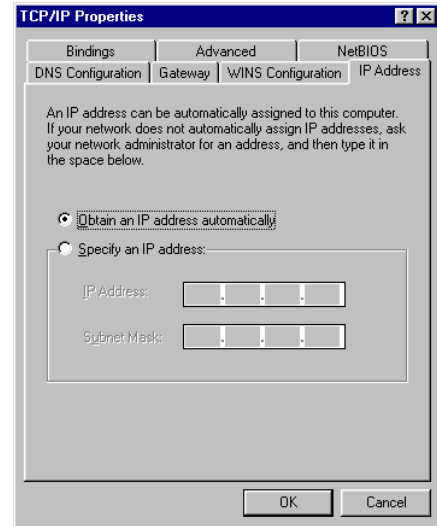 TCP/IP Properties
Bindings Advanced NetBIOS
DNS Configuration Gateway WINS Configuration IP Address
An IP address can be automatically assigned to this computer.
If your network does not automatically assign IP addresses, ask
your network administrator for an address, and then type it in
the space below.
Obtain an IP address automatically
Specify an IP address:
IP Address:
. . .
Subnet Mask:
. . .
OK Cancel